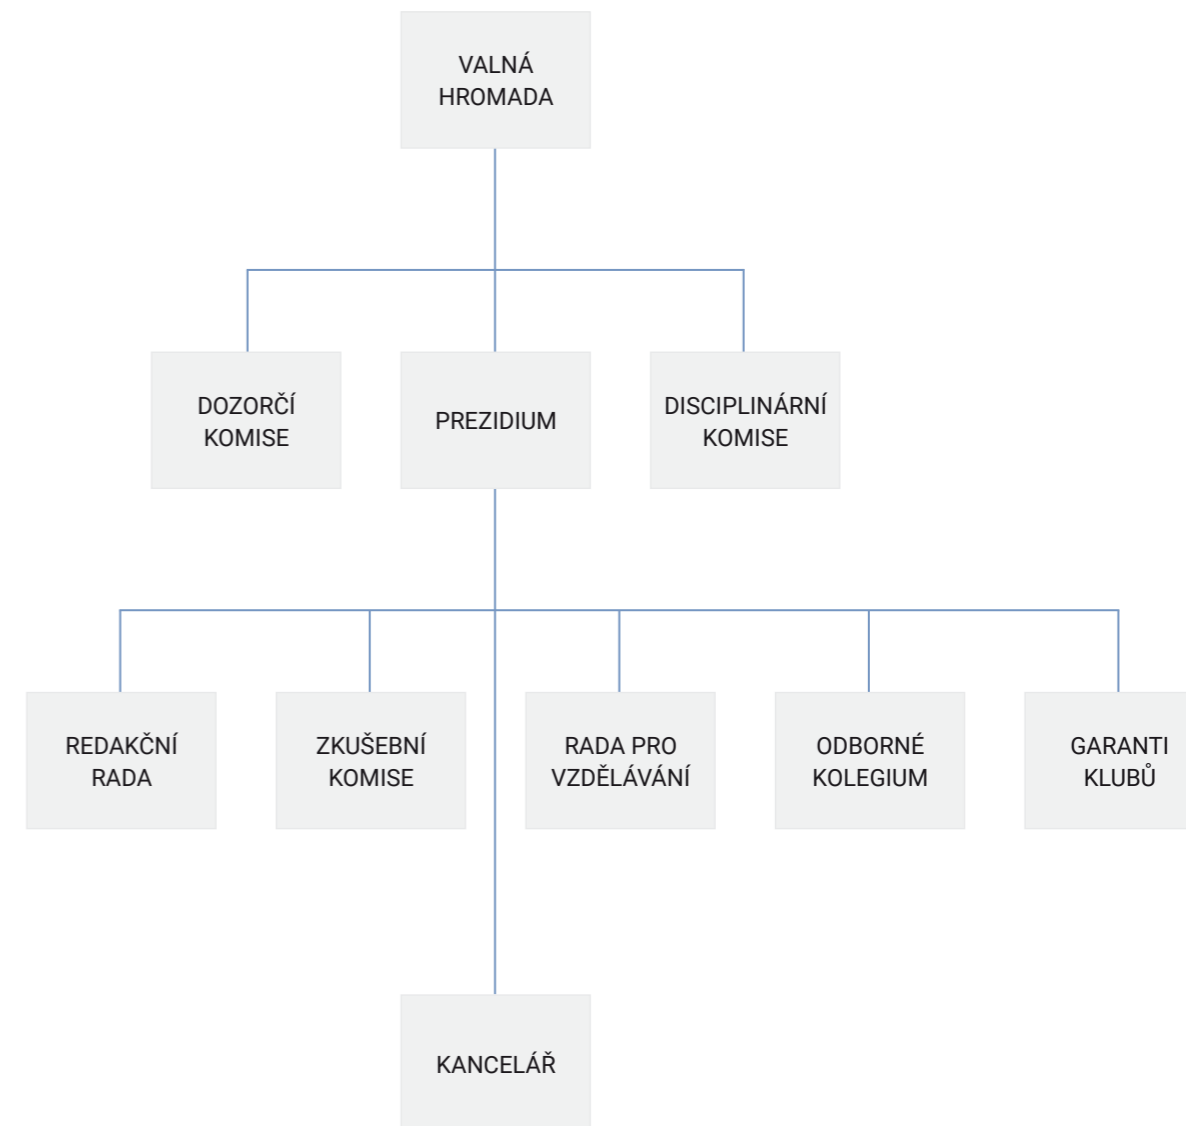 VALNÁ
HROMADA
DOZORČÍ
KOMISE
PREZIDIUM
DISCIPLINÁRNÍ
KOMISE
REDAKČNÍ
RADA
ZKUŠEBNÍ
KOMISE
RADA PRO
VZDĚLÁVÁNÍ
ODBORNÉ
KOLEGIUM
GARANTI
KLUBŮ
KANCELÁŘ